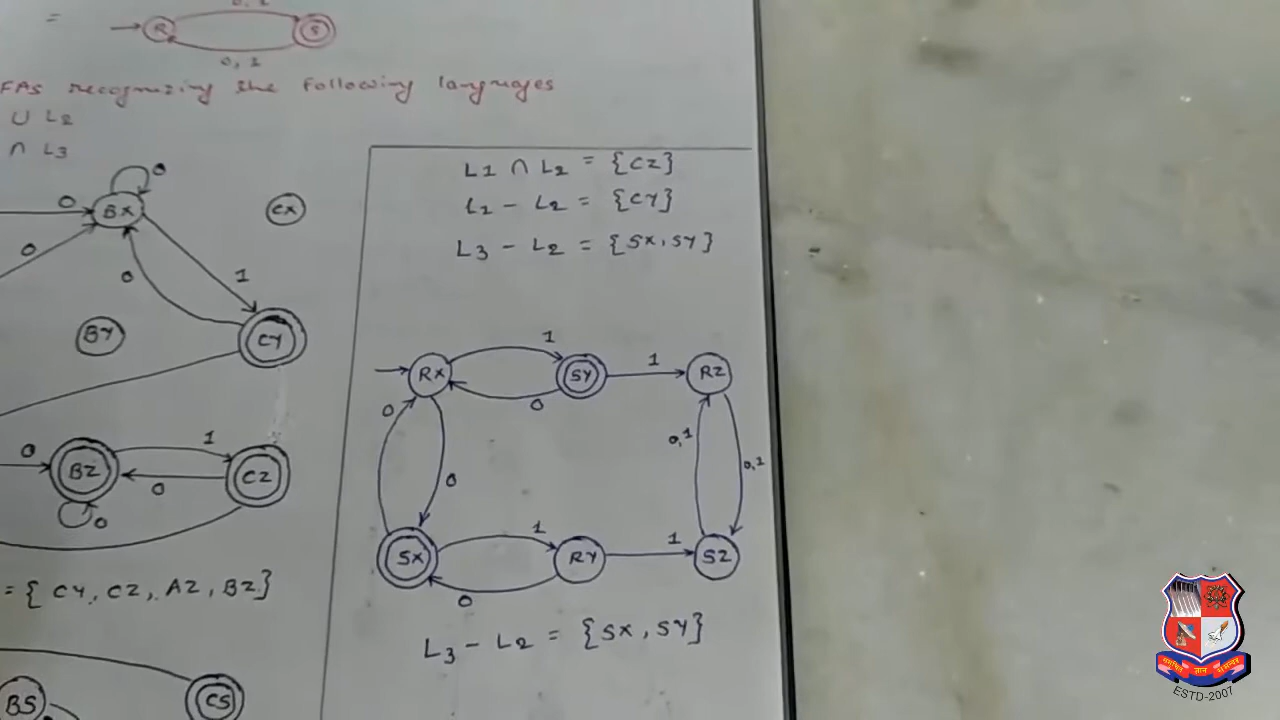 =
R
S
0, 1
FAs recognizing the following languages
∪ L2
∩ L3
0
0
BX
CX
0
0
1
BY
CY
0
1
BZ
CZ
0
0
= { CY, CZ, AZ, BZ}
BS
CS
L1 ∩ L2 = {CZ}
L1 - L2 = {CY}
L3 - L2 = {SX, SY}
1
1
RX
SY
RZ
0
0
0,1
0
0,1
1
1
SX
RY
SZ
0
L3 - L2 = {SX, SY}
ESTD-2007